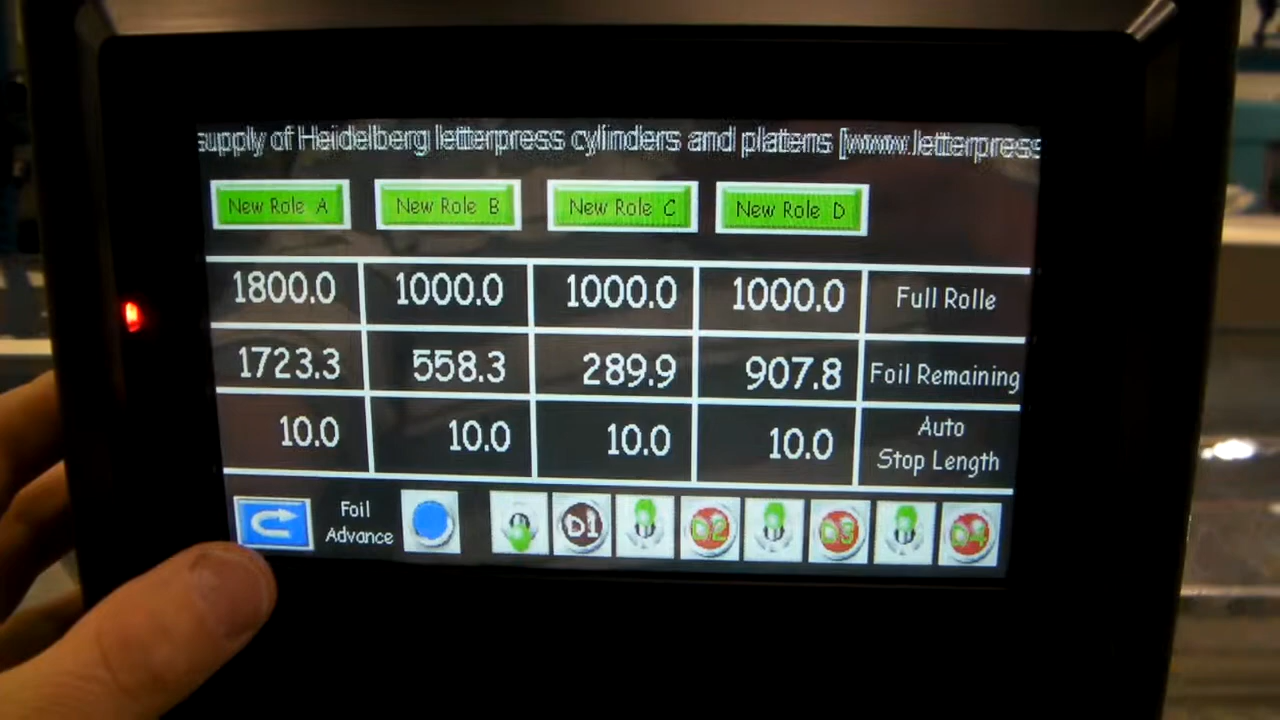 supply of Heidelberg letterpress cylinders and platens [www.letterpress
New Role A New Role B New Role C New Role D
1800.0 1000.0 1000.0 1000.0 Full Rolle
1723.3 558.3 289.9 907.8 Foil Remaining
10.0 10.0 10.0 10.0 Auto
Stop Length
Foil
Advance
D1 D2 D3 D4